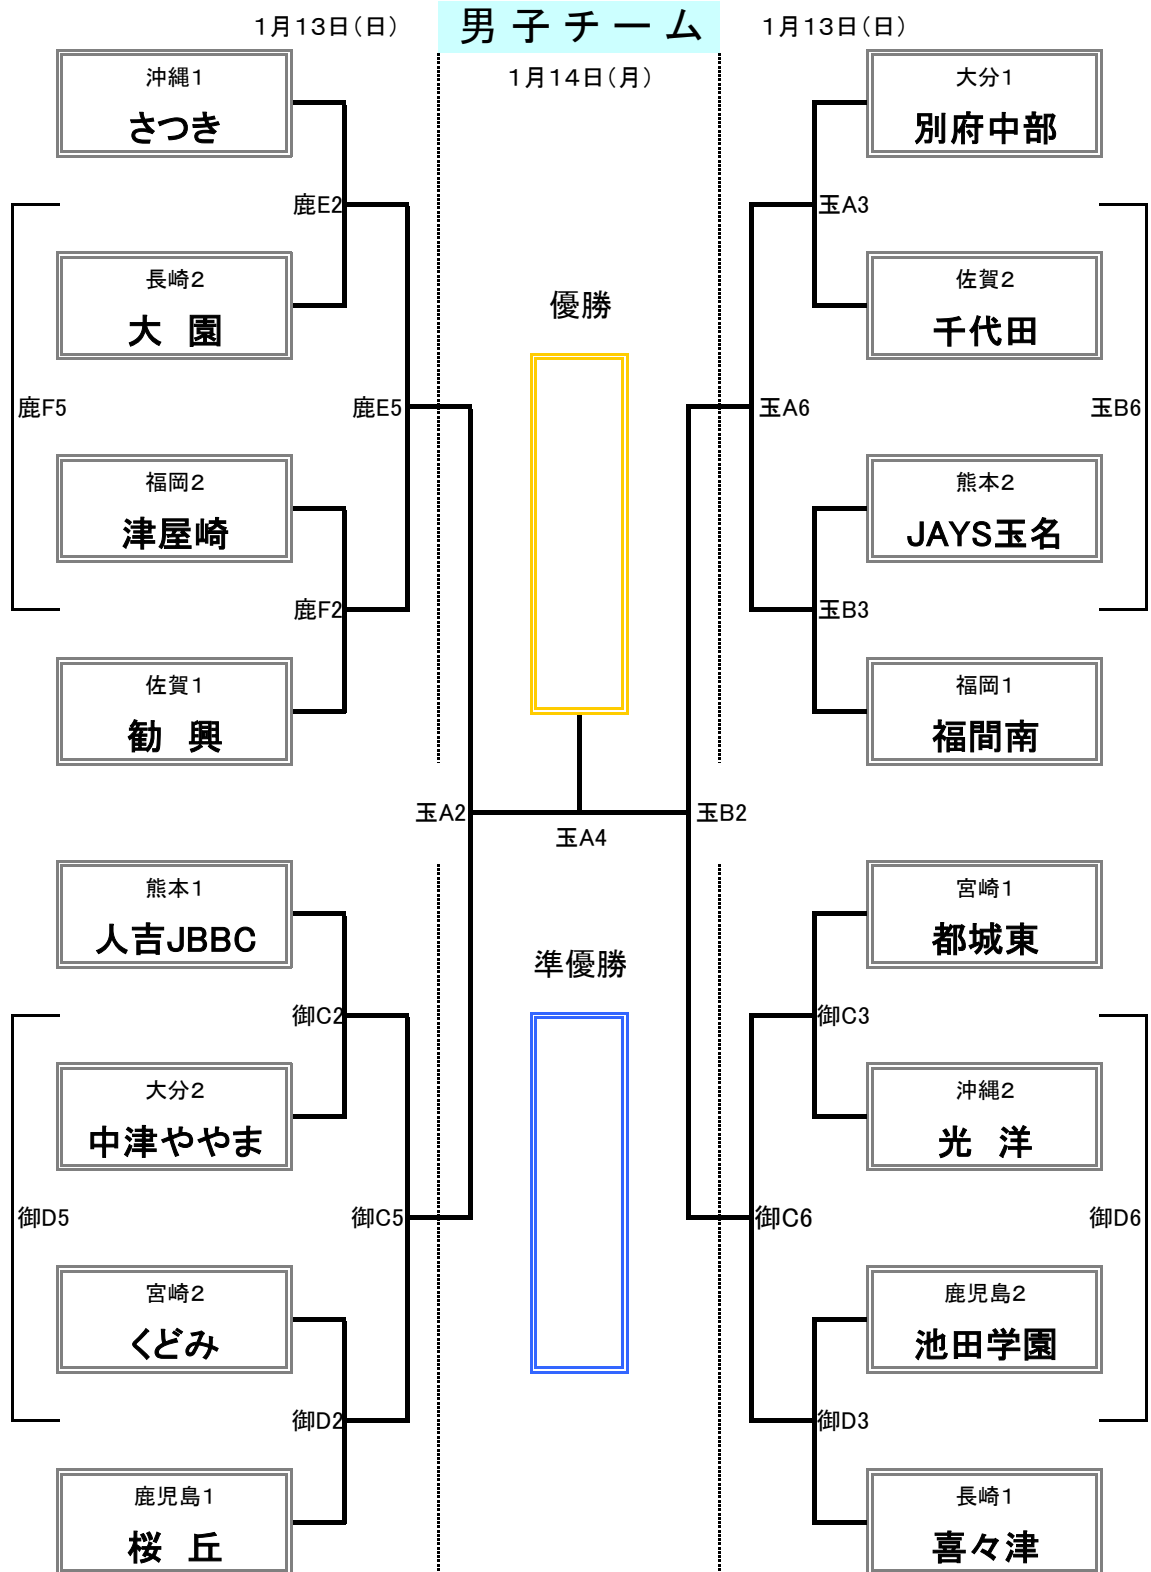 男子チーム
1月13日(日)
1月14日(月)
1月13日(日)
沖縄1
さつき
鹿E2
長崎2
大 園
鹿F5
鹿E5
福岡2
津屋崎
鹿F2
佐賀1
勧 興
熊本1
人吉JBBC
御C2
大分2
中津ややま
御D5
御C5
宮崎2
くどみ
御D2
鹿児島1
桜 丘
優勝
玉A2
玉A4
玉B2
準優勝
大分1
別府中部
玉A3
佐賀2
千代田
玉A6
玉B6
熊本2
JAYS玉名
玉B3
福岡1
福間南
宮崎1
都城東
御C3
沖縄2
光 洋
御C6
御D6
鹿児島2
池田学園
御D3
長崎1
喜々津